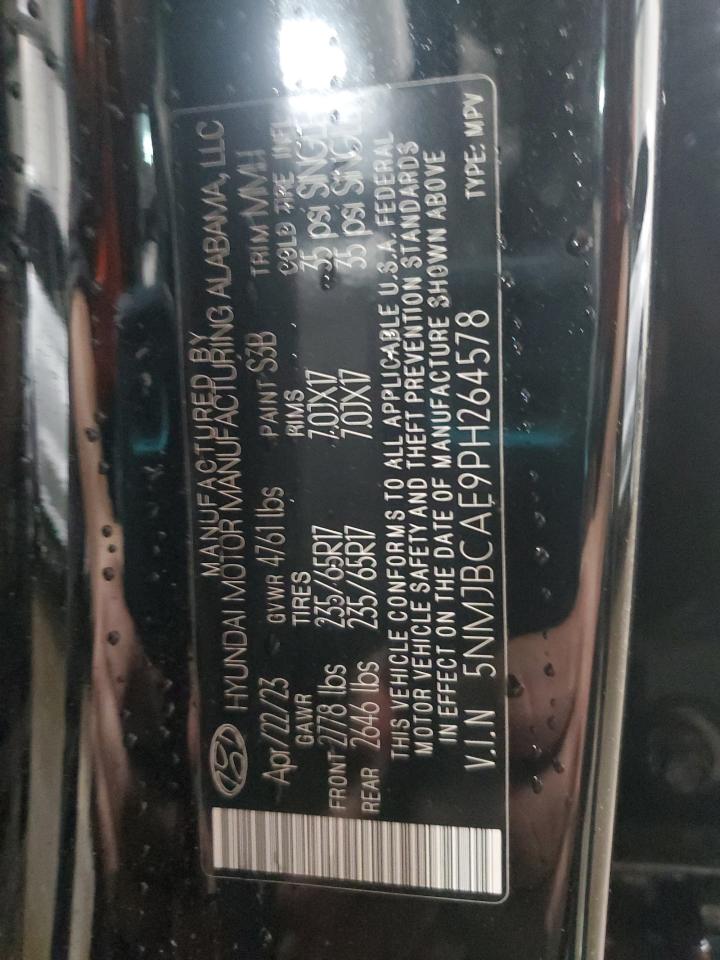 MANUFACTURED BY
HYUNDAI MOTOR MANUFACTURING ALABAMA, LLC
Apr/22/23 GVWR 4761 lbs PAINT S3B TRIM MMH
GAWR TIRES RIMS COLD TIRE INFL
FRONT 2778 lbs 235/65R17 7.0JX17 35 psi SINGLE
REAR 2646 lbs 235/65R17 7.0JX17 35 psi SINGLE
THIS VEHICLE CONFORMS TO ALL APPLICABLE U.S.A. FEDERAL
MOTOR VEHICLE SAFETY AND THEFT PREVENTION STANDARDS
IN EFFECT ON THE DATE OF MANUFACTURE SHOWN ABOVE
V.I.N 5NMJBCAE9PH264578 TYPE: MPV